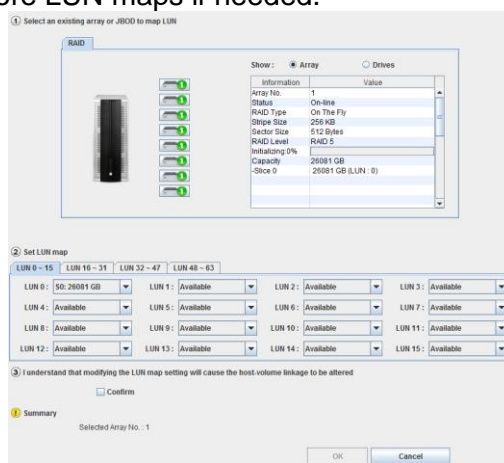 ore LUN maps if needed.
1 Select an existing array or JBOD to map LUN
RAID
Show : Array Drives
Information Value
Array No. 1
Status On-line
RAID Type On The Fly
Stripe Size 256 KB
Sector Size 512 Bytes
RAID Level RAID 5
Initializing:0%
Capacity 26081 GB
-Slice 0 26081 GB (LUN : 0)
2 Set LUN map
LUN 0 ~ 15 LUN 16 ~ 31 LUN 32 ~ 47 LUN 48 ~ 63
LUN 0 : S0: 26081 GB LUN 1 : Available LUN 2 : Available LUN 3 : Available
LUN 4 : Available LUN 5 : Available LUN 6 : Available LUN 7 : Available
LUN 8 : Available LUN 9 : Available LUN 10 : Available LUN 11 : Available
LUN 12 : Available LUN 13 : Available LUN 14 : Available LUN 15 : Available
3 I understand that modifying the LUN map setting will cause the host-volume linkage to be altered
Confirm
! Summary
Selected Array No. : 1
OK Cancel